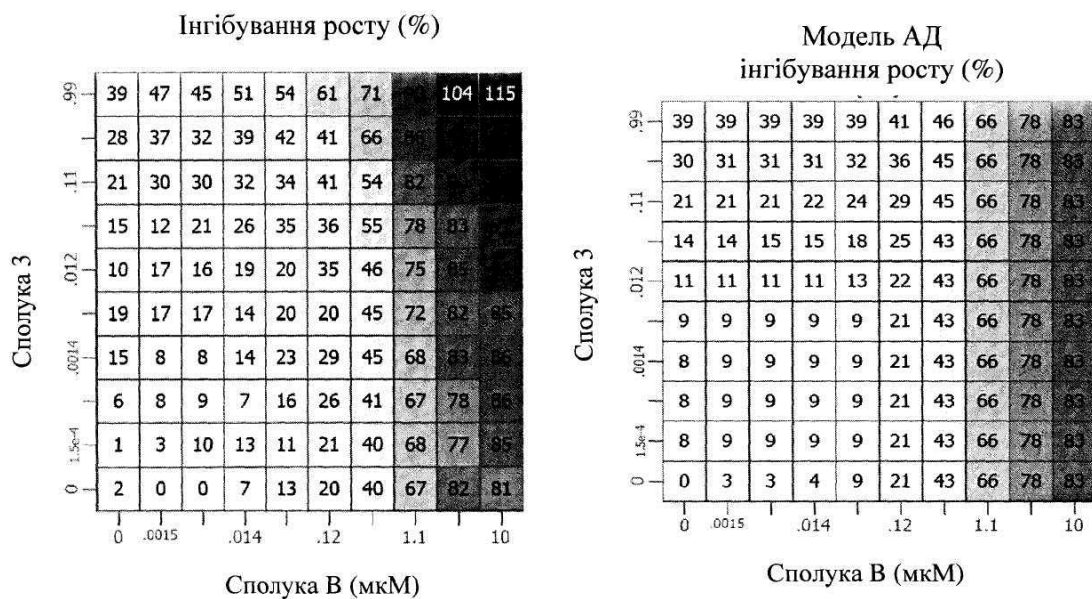 Інгібування росту (%)
.99 39 47 45 51 54 61 71 104 115
28 37 32 39 42 41 66
.11 21 30 30 32 34 41 54 82
15 12 21 26 35 36 55 78 83
.012 10 17 16 19 20 35 46 75
19 17 17 14 20 20 45 72 82 85
.0014 15 8 8 14 23 29 45 68 83
6 8 9 7 16 26 41 67 78 86
1.5e-4 1 3 10 13 11 21 40 68 77 85
0 2 0 0 7 13 20 40 67 82 81
0 .0015 .014 .12 1.1 10
Сполука 3
Сполука В (мкМ)
Модель АД
інгібування росту (%)
.99 39 39 39 39 39 41 46 66 78 83
30 31 31 31 32 36 45 66 78 83
.11 21 21 21 22 24 29 45 66 78 83
14 14 15 15 18 25 43 66 78 83
.012 11 11 11 11 13 22 43 66 78 83
9 9 9 9 9 21 43 66 78 83
.0014 8 9 9 9 9 21 43 66 78 83
8 9 9 9 9 21 43 66 78 83
1.5e-4 8 9 9 9 9 21 43 66 78 83
0 0 3 3 4 9 21 43 66 78 83
0 .0015 .014 .12 1.1 10
Сполука 3
Сполука В (мкМ)